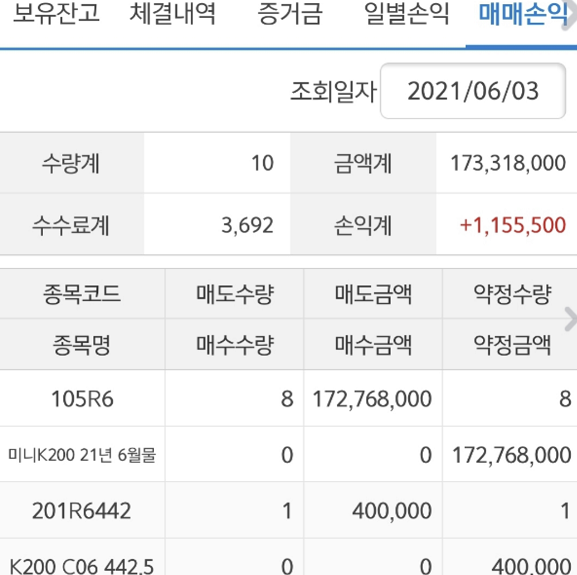 보유잔고 체결내역 증거금 일별손익 매매손익
조회일자 2021/06/03
수량계 10 금액계 173,318,000
수수료계 3,692 손익계 +1,155,500
종목코드 매도수량 매도금액 약정수량
종목명 매수수량 매수금액 약정금액
105R6 8 172,768,000 8
미니K200 21년 6월물 0 0 172,768,000
201R6442 1 400,000 1
K200 C06 442.5 0 0 400,000